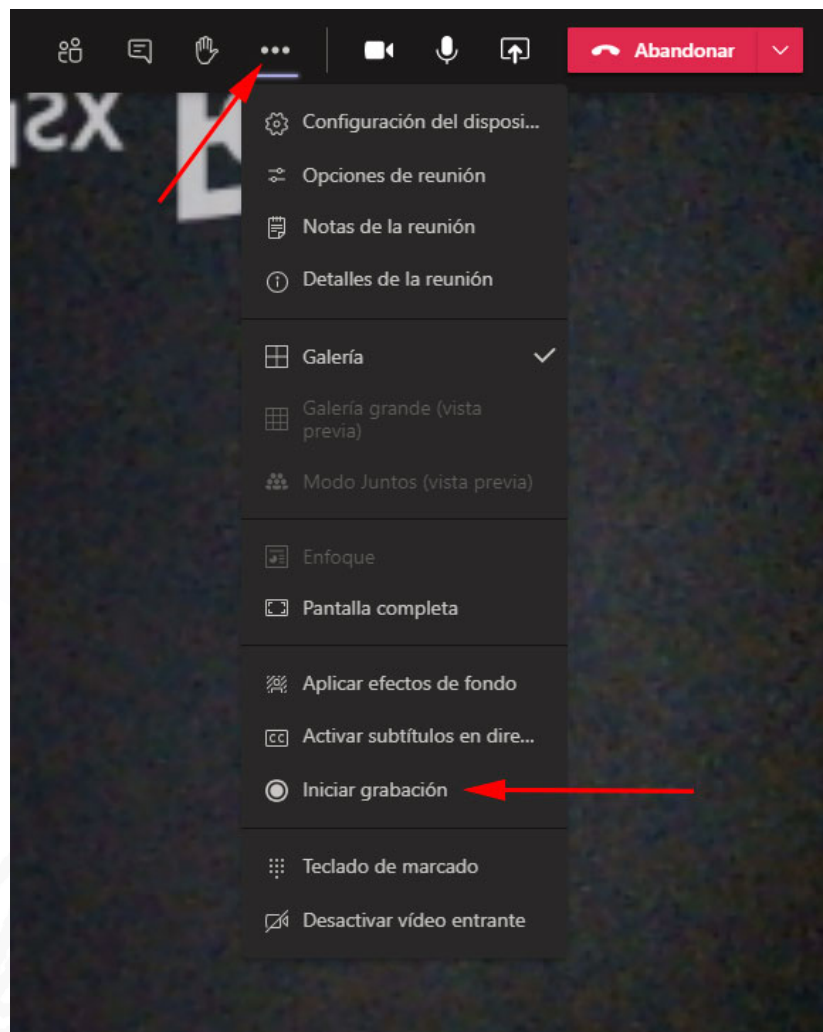 Abandonar
Configuración del disposi...
Opciones de reunión
Notas de la reunión
Detalles de la reunión
Galería
Galería grande (vista
previa)
Modo Juntos (vista previa)
Enfoque
Pantalla completa
Aplicar efectos de fondo
CC Activar subtítulos en dire...
Iniciar grabación
Teclado de marcado
Desactivar vídeo entrante